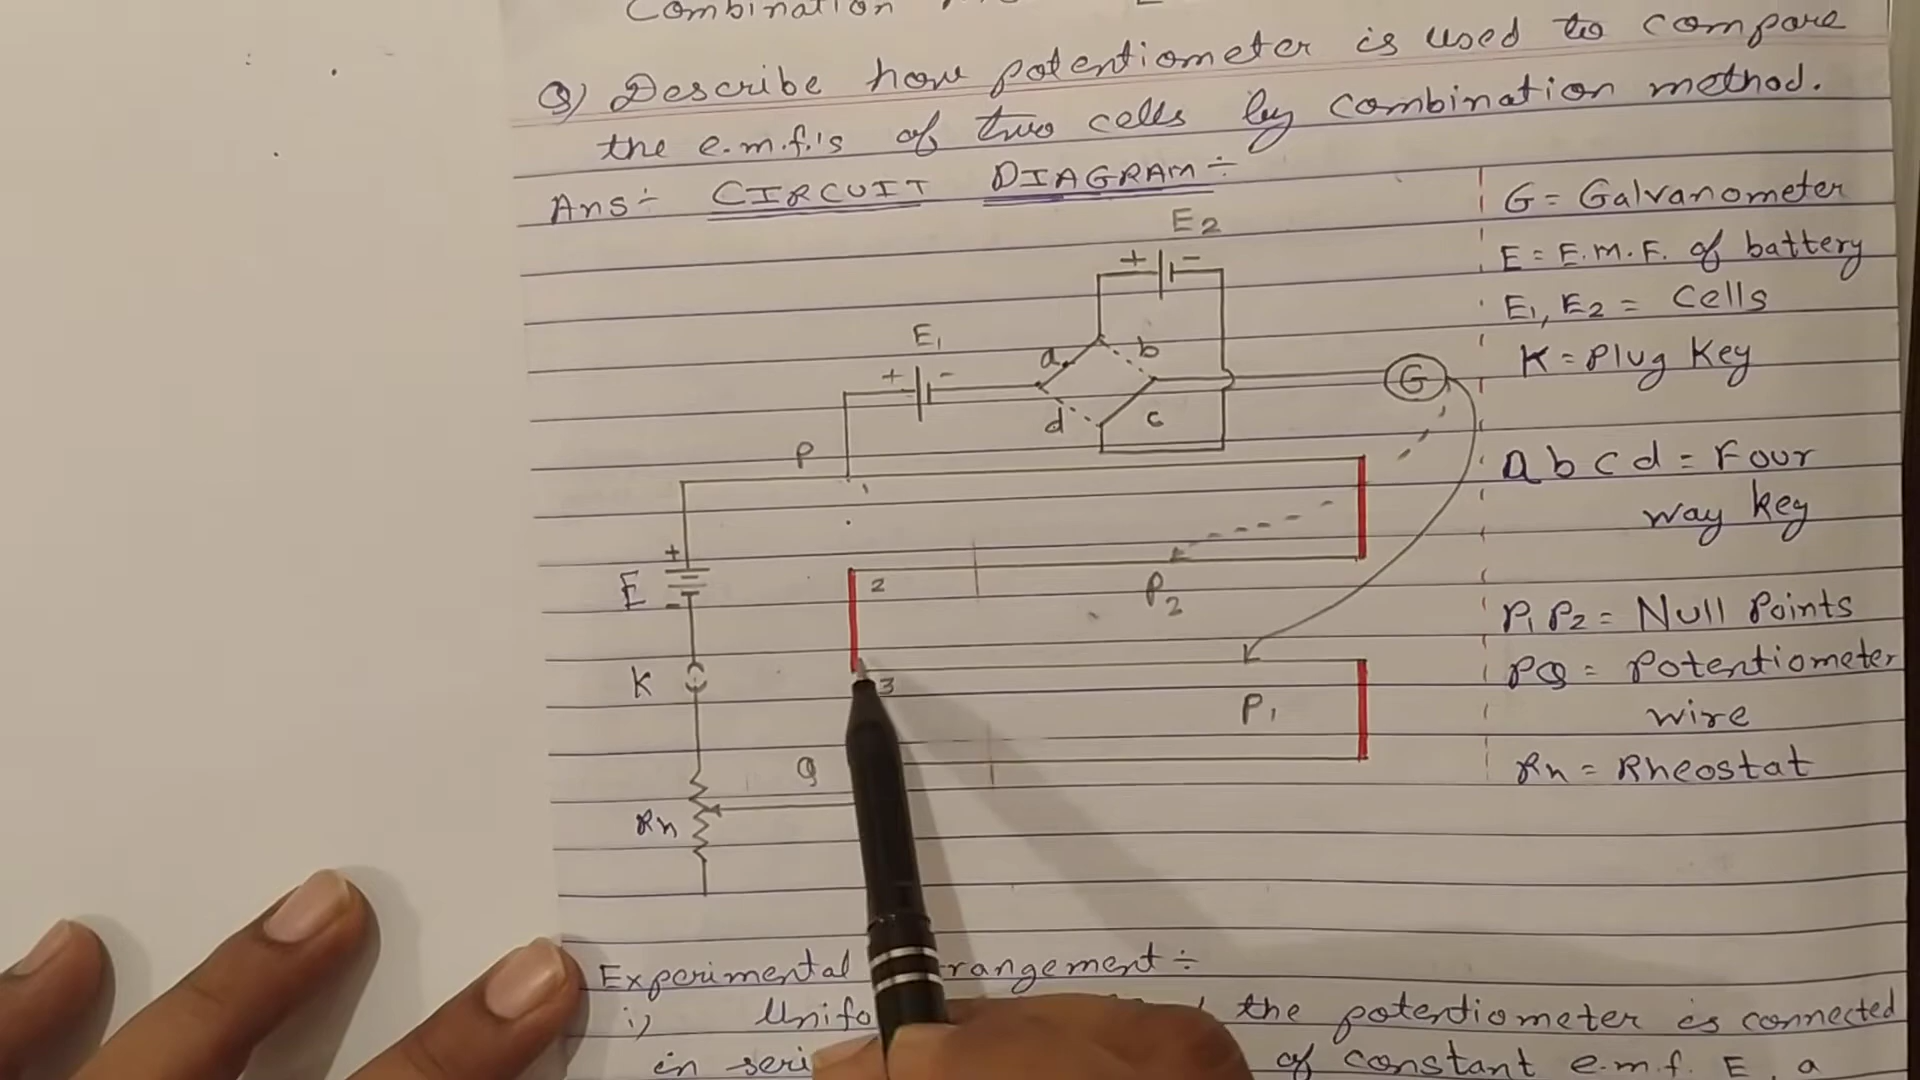 Combination
Q) Describe how potentiometer is used to compare
the e.m.f.'s of two cells by combination method.
Ans:- CIRCUIT DIAGRAM:-
E2
+ -
E1
+ -
a b
d c
G
P
2
P2
+
E
-
K
3
P1
Q
Rh
G = Galvanometer
E = E.M.F. of battery
E1, E2 = Cells
K = Plug Key
a b c d = Four
way key
P1 P2 = Null Points
PQ = Potentiometer
wire
Rh = Rheostat
Experimental rangement:-
i) Unifo the potentiometer is connected
in seri of constant e.m.f. E, a